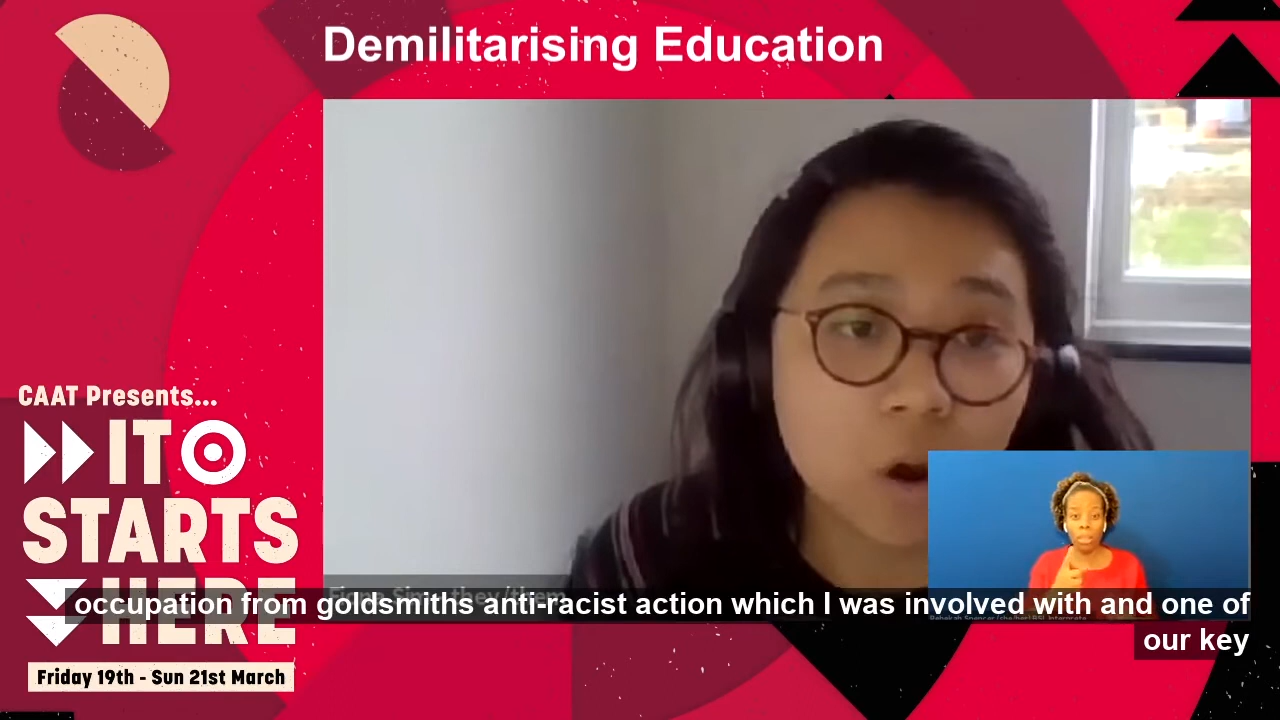 Demilitarising Education
CAAT Presents...
IT
STARTS
HERE
Friday 19th - Sun 21st March
occupation from goldsmiths anti-racist action which I was involved with and one of
our key